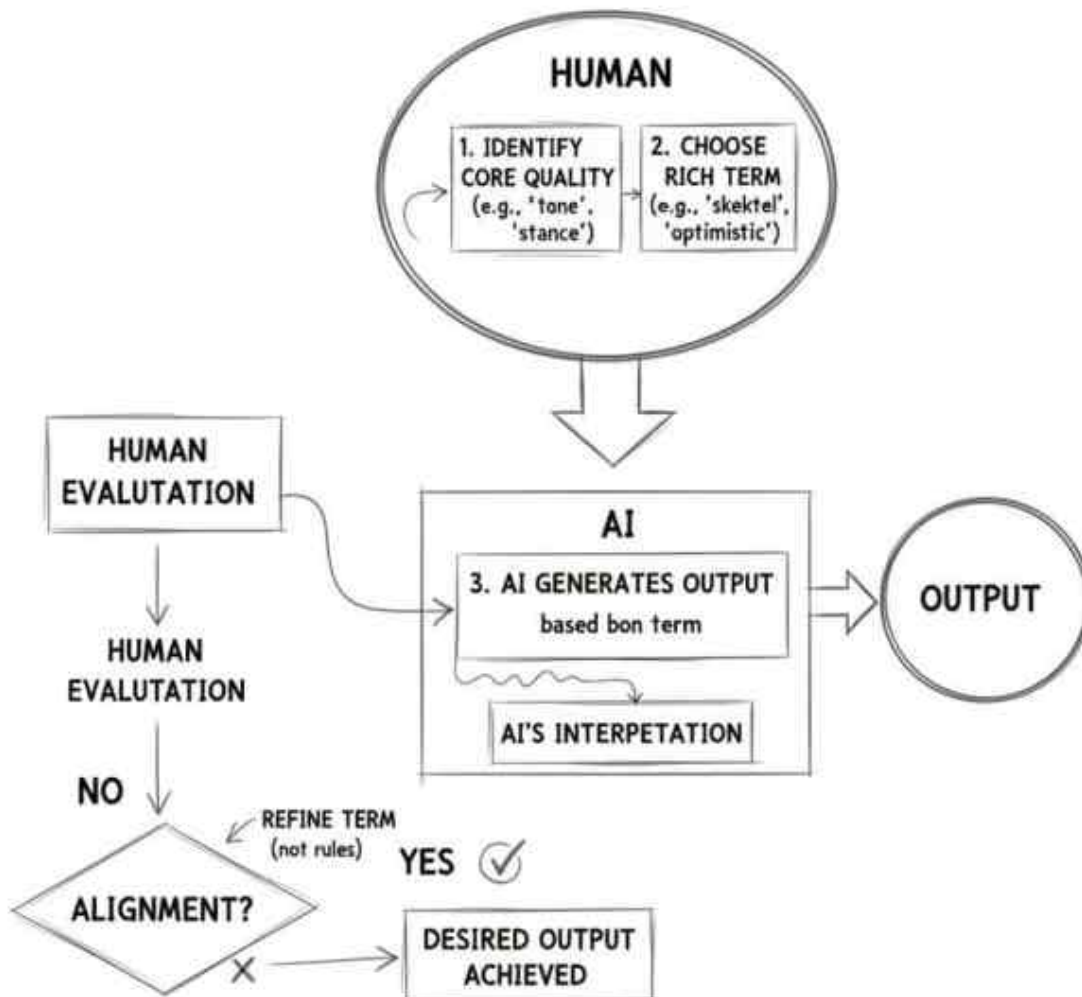 HUMAN
1. IDENTIFY
CORE QUALITY
(e.g., 'tone',
'stance')
2. CHOOSE
RICH TERM
(e.g., 'skektel',
'optimistic')
HUMAN
EVALUTATION
AI
3. AI GENERATES OUTPUT
based bon term
AI'S INTERPETATION
OUTPUT
HUMAN
EVALUTATION
NO
REFINE TERM
(not rules)
YES
ALIGNMENT?
DESIRED OUTPUT
ACHIEVED